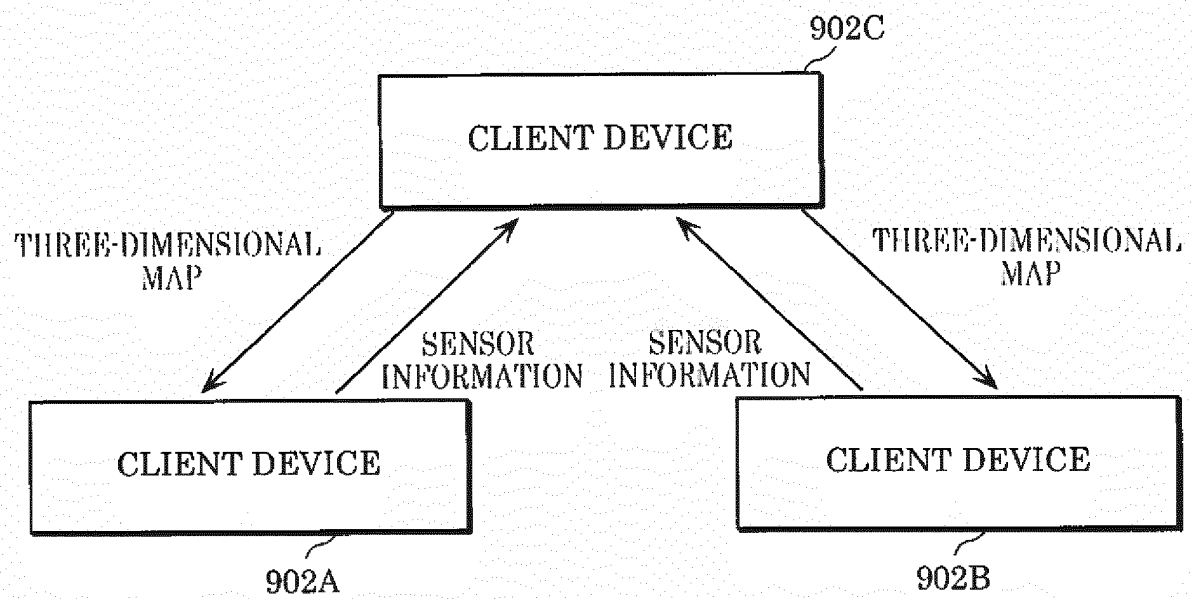 902C
CLIENT DEVICE
THREE-DIMENSIONAL
MAP
THREE-DIMENSIONAL
MAP
SENSOR
INFORMATION
SENSOR
INFORMATION
CLIENT DEVICE
CLIENT DEVICE
902A
902B